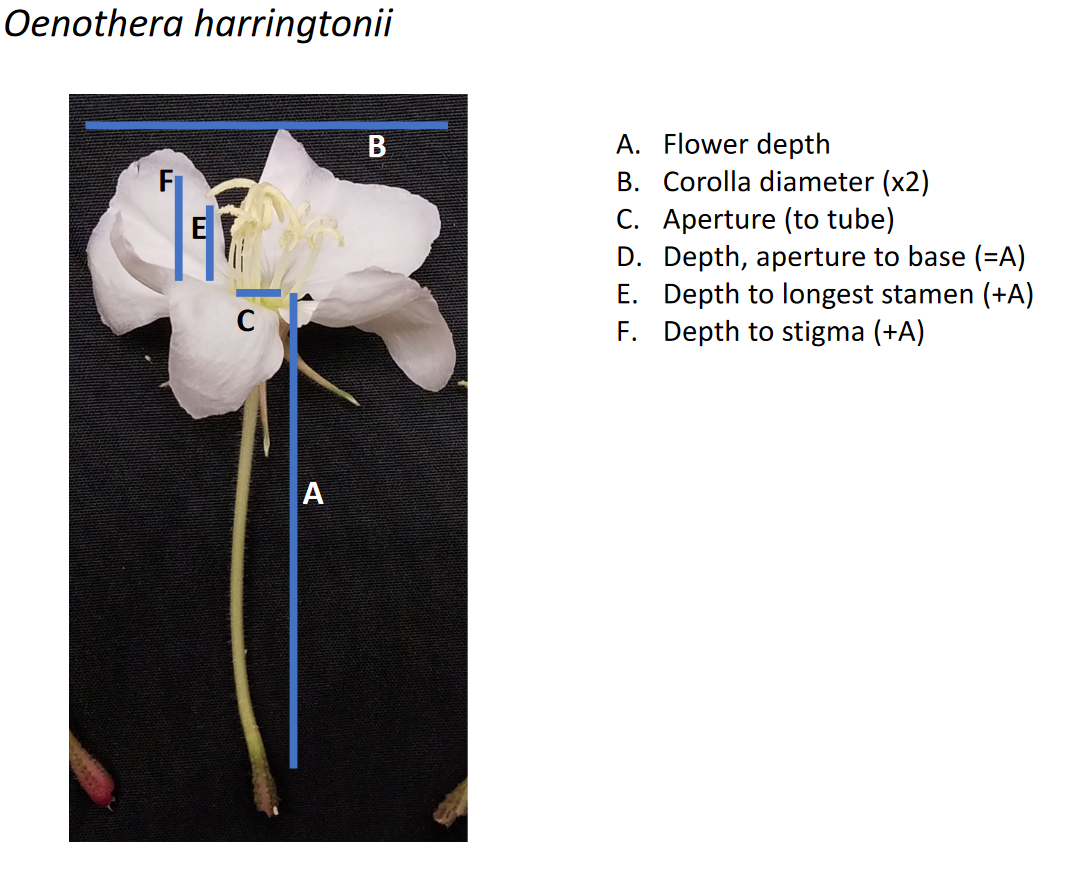 Oenothera harringtonii
B
F
E
C
A
A. Flower depth
B. Corolla diameter (x2)
C. Aperture (to tube)
D. Depth, aperture to base (=A)
E. Depth to longest stamen (+A)
F. Depth to stigma (+A)